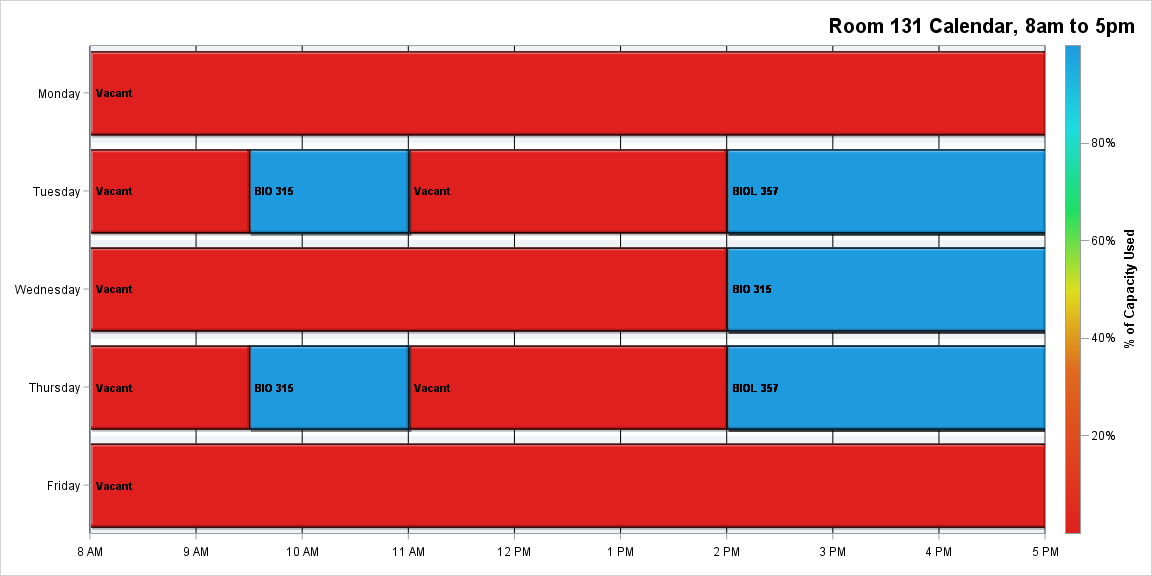 Room 131 Calendar, 8am to 5pm
Monday
Vacant
Tuesday
Vacant
BIO 315
Vacant
BIOL 357
Wednesday
Vacant
BIO 315
Thursday
Vacant
BIO 315
Vacant
BIOL 357
Friday
Vacant
8 AM
9 AM
10 AM
11 AM
12 PM
1 PM
2 PM
3 PM
4 PM
5 PM
80%
60%
40%
20%
% of Capacity Used